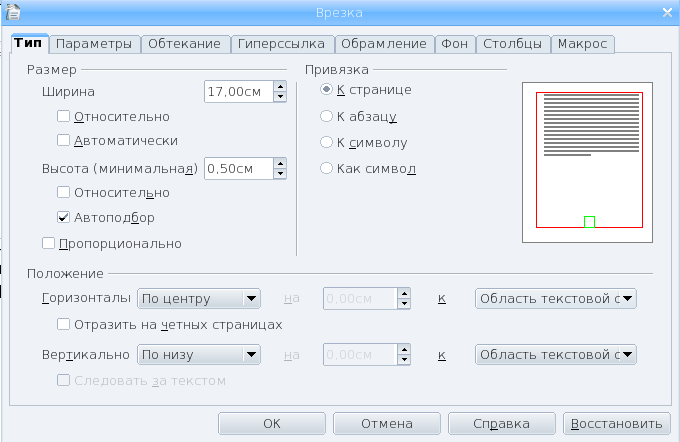 Врезка
Тип Параметры Обтекание Гиперссылка Обрамление Фон Столбцы Макрос
Размер
Ширина 17,00см
Относительно
Автоматически
Высота (минимальная) 0,50см
Относительно
Автоподбор
Пропорционально
Привязка
К странице
К абзацу
К символу
Как символ
Положение
Горизонталы По центру на 0,00см к Область текстовой с
Отразить на четных страницах
Вертикально По низу на 0,00см к Область текстовой с
Следовать за текстом
OK Отмена Справка Восстановить